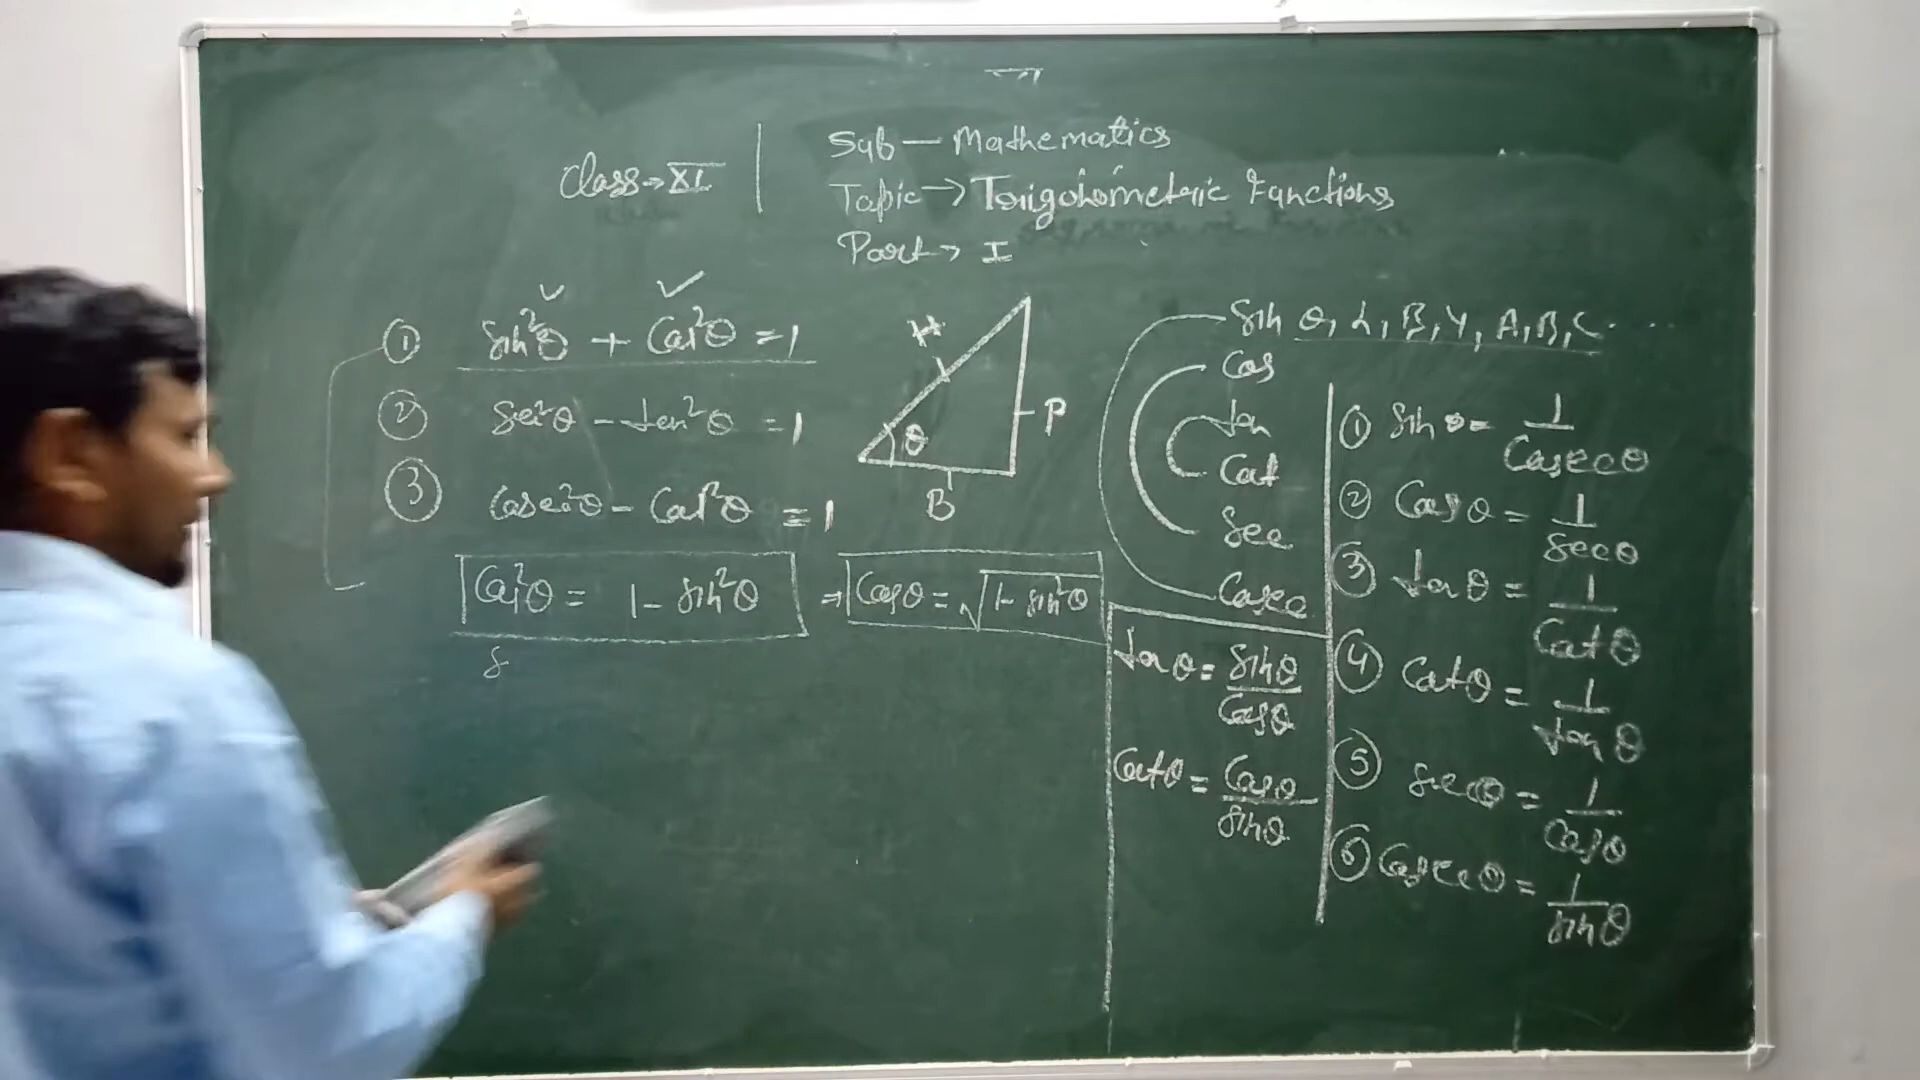 Class → XI
Sub — Mathematics
Topic → Trigonometric Functions
Part → I
① sin²θ + cos²θ = 1
② sec²θ - tan²θ = 1
③ cosec²θ - cot²θ = 1
cos²θ = 1 - sin²θ ⇒ cosθ = √1 - sin²θ
s
H
P
θ
B
sin θ, α, β, γ, A, B, C ....
cos
tan
cot
sec
cosec
tanθ = sinθ/cosθ
cotθ = cosθ/sinθ
① sinθ = 1/cosecθ
② cosθ = 1/secθ
③ tanθ = 1/cotθ
④ cotθ = 1/tanθ
⑤ secθ = 1/cosθ
⑥ cosecθ = 1/sinθ